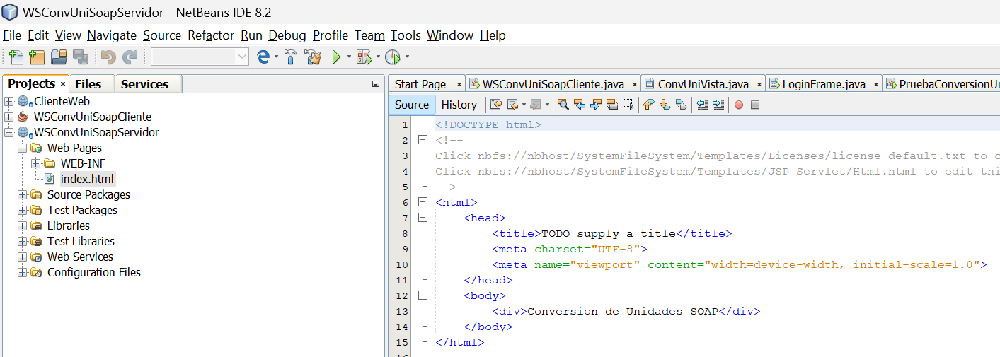 WSConvUniSoapServidor - NetBeans IDE 8.2
File Edit View Navigate Source Refactor Run Debug Profile Team Tools Window Help
Projects Files Services
ClienteWeb
WSConvUniSoapCliente
WSConvUniSoapServidor
Web Pages
WEB-INF
index.html
Source Packages
Test Packages
Libraries
Test Libraries
Web Services
Configuration Files
Start Page WSConvUniSoapCliente.java ConvUniVista.java LoginFrame.java PruebaConversionUn
Source History
1 <!DOCTYPE html>
2 <!--
3 Click nbfs://nbhost/SystemFileSystem/Templates/Licenses/license-default.txt to c
4 Click nbfs://nbhost/SystemFileSystem/Templates/JSP_Servlet/Html.html to edit thi
5 -->
6 <html>
7 <head>
8 <title>TODO supply a title</title>
9 <meta charset="UTF-8">
10 <meta name="viewport" content="width=device-width, initial-scale=1.0">
11 </head>
12 <body>
13 <div>Conversion de Unidades SOAP</div>
14 </body>
15 </html>